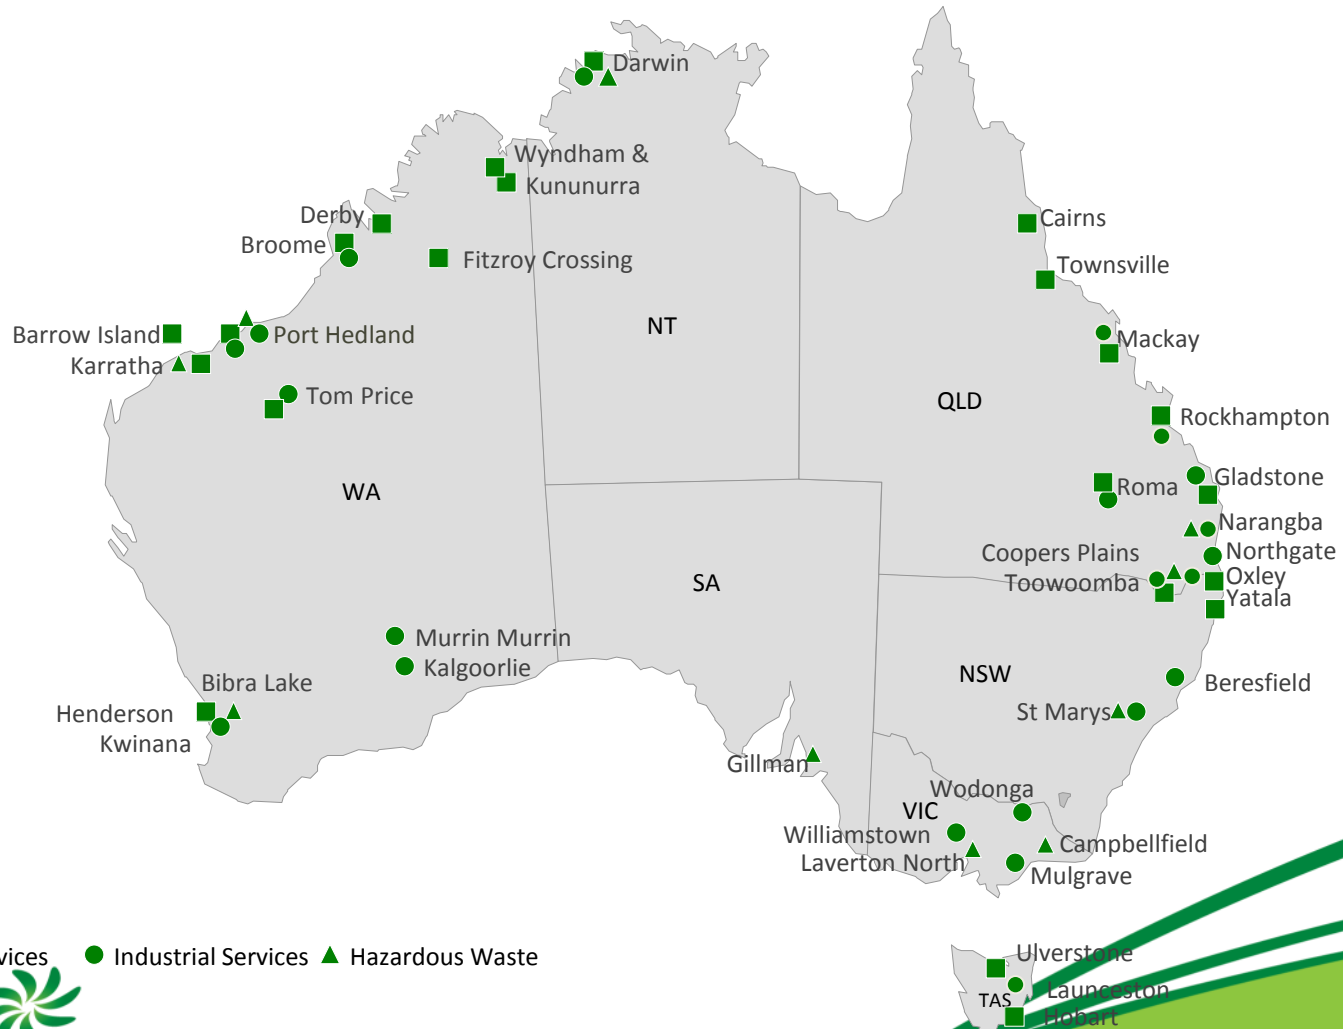 Darwin
Wyndham &
Kununurra
Derby
Broome
Fitzroy Crossing
Cairns
Townsville
NT
Barrow Island
Port Hedland
Mackay
Karratha
Tom Price
QLD
Rockhampton
WA
Roma
Gladstone
Narangba
Coopers Plains
Northgate
Toowoomba
Oxley
SA
Yatala
Murrin Murrin
Kalgoorlie
NSW
Bibra Lake
Beresfield
Henderson
St Marys
Kwinana
Gillman
Wodonga
VIC
Williamstown
Campbellfield
Laverton North
Mulgrave
Industrial Services
Hazardous Waste
Ulverstone
Launceston
TAS
Hobart